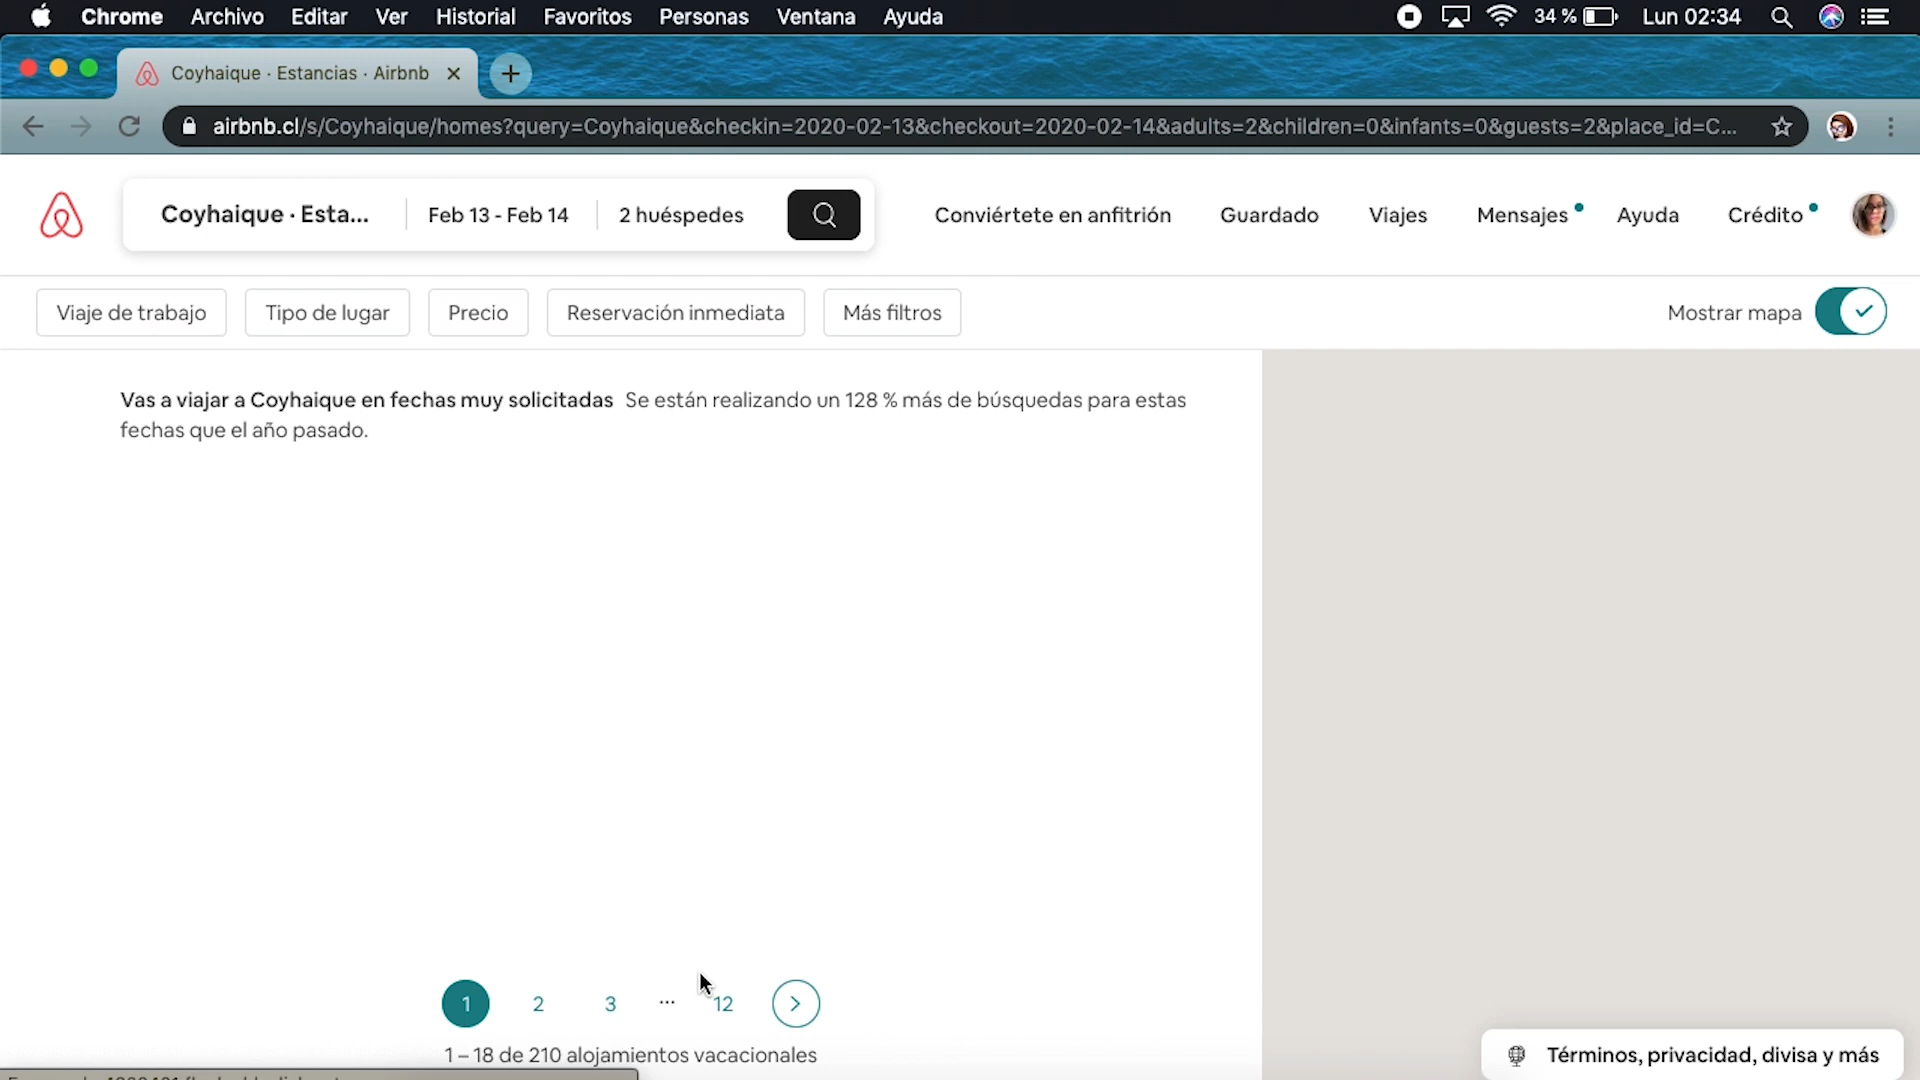 Chrome Archivo Editar Ver Historial Favoritos Personas Ventana Ayuda 34 % Lun 02:34
Coyhaique · Estancias · Airbnb
airbnb.cl/s/Coyhaique/homes?query=Coyhaique&checkin=2020-02-13&checkout=2020-02-14&adults=2&children=0&infants=0&guests=2&place_id=C...
Coyhaique · Esta... Feb 13 - Feb 14 2 huéspedes Conviértete en anfitrión Guardado Viajes Mensajes Ayuda Crédito
Viaje de trabajo Tipo de lugar Precio Reservación inmediata Más filtros Mostrar mapa
Vas a viajar a Coyhaique en fechas muy solicitadas Se están realizando un 128 % más de búsquedas para estas
fechas que el año pasado.
1 2 3 ... 12
1 – 18 de 210 alojamientos vacacionales
Términos, privacidad, divisa y más